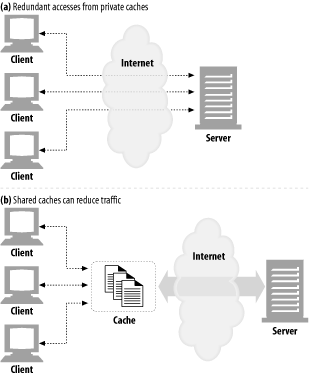 (a) Redundant accesses from private caches
Client
Internet
Client
Server
Client
(b) Shared caches can reduce traffic
Client
Internet
Client
Cache
Server
Client